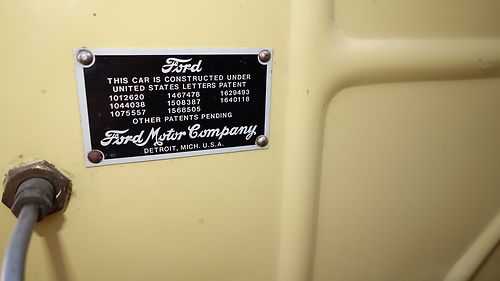 Ford
THIS CAR IS CONSTRUCTED UNDER
UNITED STATES LETTERS PATENT
1012620 1467478 1629493
1044038 1508387 1640118
1075557 1568505
OTHER PATENTS PENDING
Ford Motor Company
DETROIT, MICH. U.S.A.